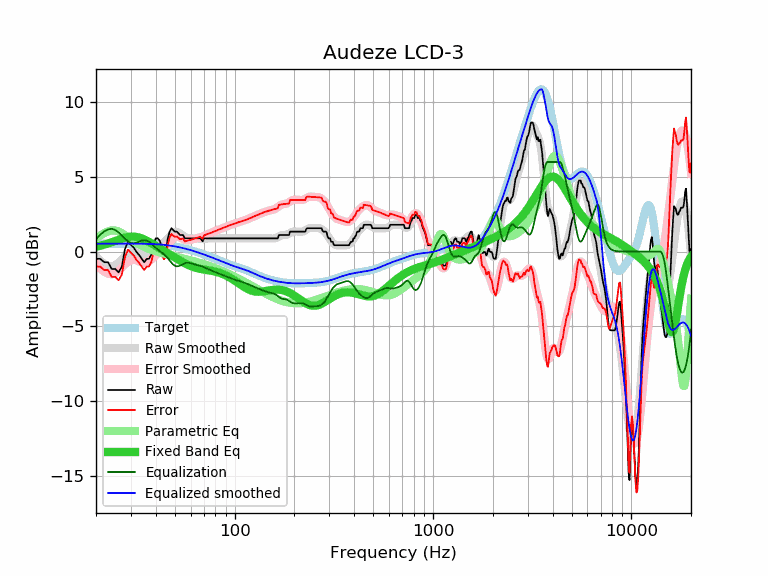 Audeze LCD-3
Amplitude (dBr)
10
5
0
−5
−10
−15
Target
Raw Smoothed
Error Smoothed
Raw
Error
Parametric Eq
Fixed Band Eq
Equalization
Equalized smoothed
100
1000
10000
Frequency (Hz)